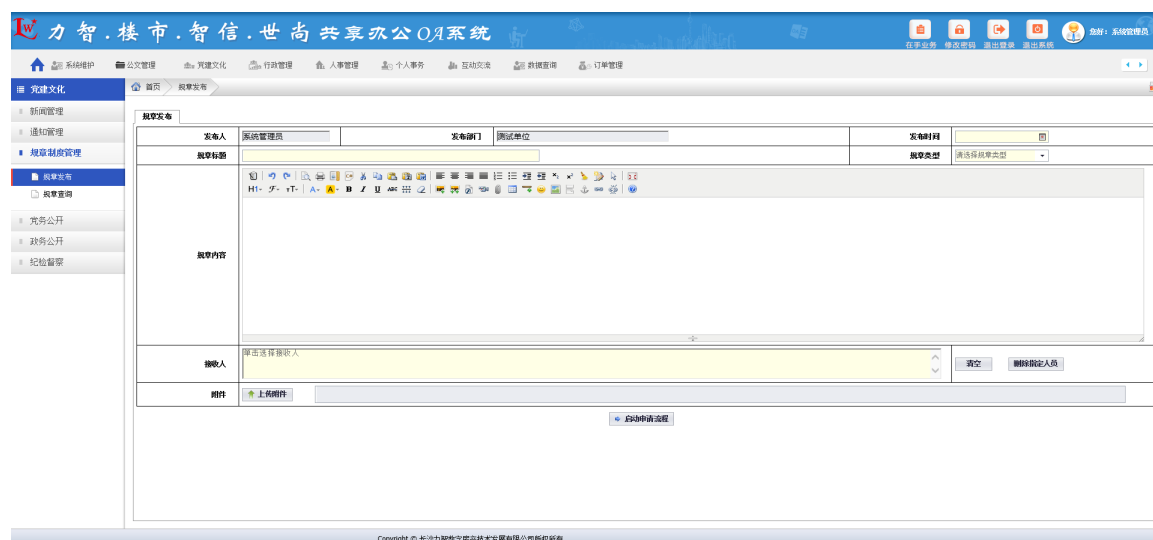 力智.楼市.智信.世尚共享办公OA系统
在手业务 修改密码 退出登录 退出系统 您好：系统管理员
系统维护 公文管理 党建文化 行政管理 人事管理 个人事务 互动交流 数据查询 订单管理
党建文化 首页 规章发布
新闻管理
通知管理
规章制度管理
规章发布
规章查询
党务公开
政务公开
纪检督察
规章发布
发布人 系统管理员 发布部门 测试单位 发布时间
规章标题 规章类型 请选择规章类型
H1 T
规章内容
接收人 单击选择接收人 清空 删除指定人员
附件 上传附件
启动申请流程